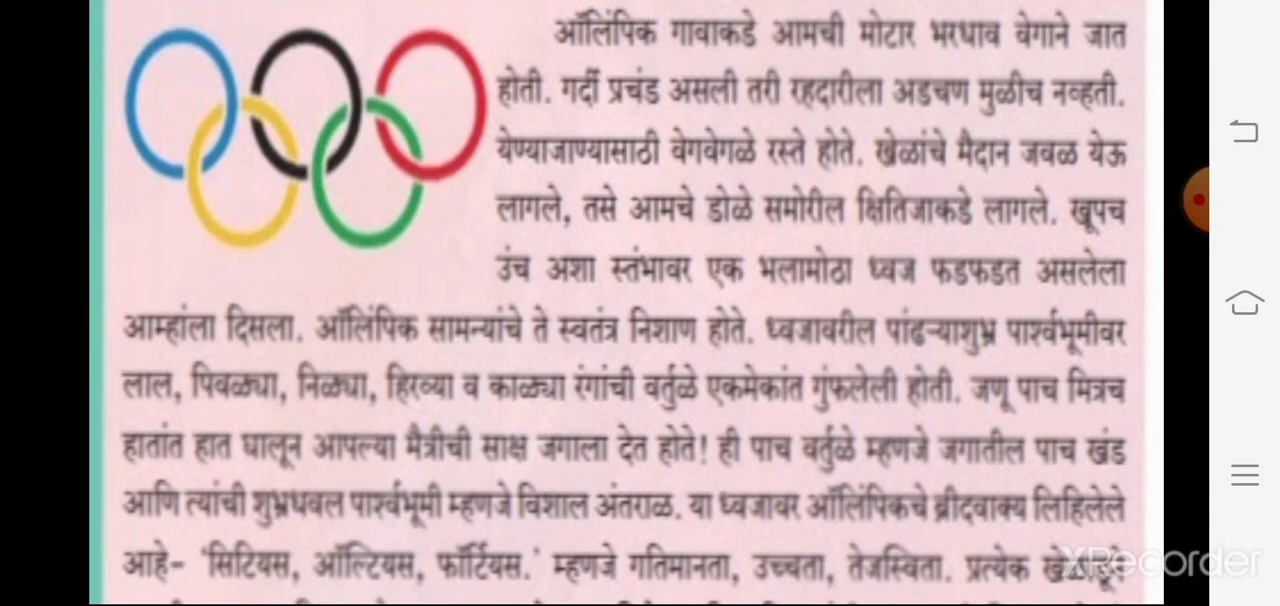 ऑलिंपिक गावाकडे आमची मोटार भरधाव वेगाने जात
होती. गर्दी प्रचंड असली तरी रहदारीला अडचण मुळीच नव्हती.
येण्याजाण्यासाठी वेगवेगळे रस्ते होते. खेळांचे मैदान जवळ येऊ
लागले, तसे आमचे डोळे समोरील क्षितिजाकडे लागले. खूपच
उंच अशा स्तंभावर एक भलामोठा ध्वज फडफडत असलेला
आम्हांला दिसला. ऑलिंपिक सामन्यांचे ते स्वतंत्र निशाण होते. ध्वजावरील पांढऱ्याशुभ्र पार्श्वभूमीवर
लाल, पिवळ्या, निळ्या, हिरव्या व काळ्या रंगांची वर्तुळे एकमेकांत गुंफलेली होती. जणू पाच मित्रच
हातांत हात घालून आपल्या मैत्रीची साक्ष जगाला देत होते! ही पाच वर्तुळे म्हणजे जगातील पाच खंड
आणि त्यांची शुभ्रधवल पार्श्वभूमी म्हणजे विशाल अंतराळ. या ध्वजावर ऑलिंपिकचे ब्रीदवाक्य लिहिलेले
आहे- ‘सिटियस, ऑल्टियस, फॉर्टियस.’ म्हणजे गतिमानता, उच्चता, तेजस्विता. प्रत्येक
XRecorder